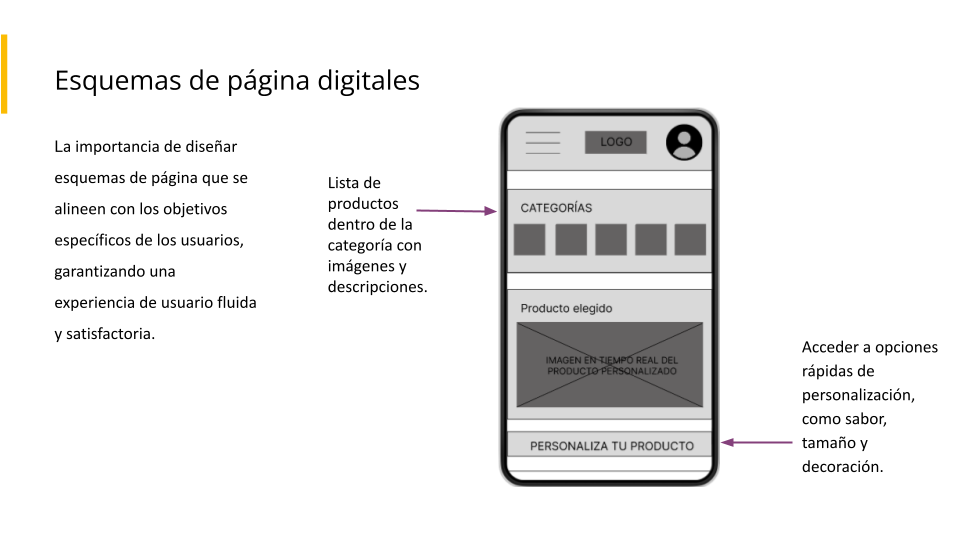 Esquemas de página digitales
La importancia de diseñar
esquemas de página que se
alineen con los objetivos
específicos de los usuarios,
garantizando una
experiencia de usuario fluida
y satisfactoria.
Lista de
productos
dentro de la
categoría con
imágenes y
descripciones.
LOGO
CATEGORÍAS
Producto elegido
IMAGEN EN TIEMPO REAL DEL
PRODUCTO PERSONALIZADO
PERSONALIZA TU PRODUCTO
Acceder a opciones
rápidas de
personalización,
como sabor,
tamaño y
decoración.